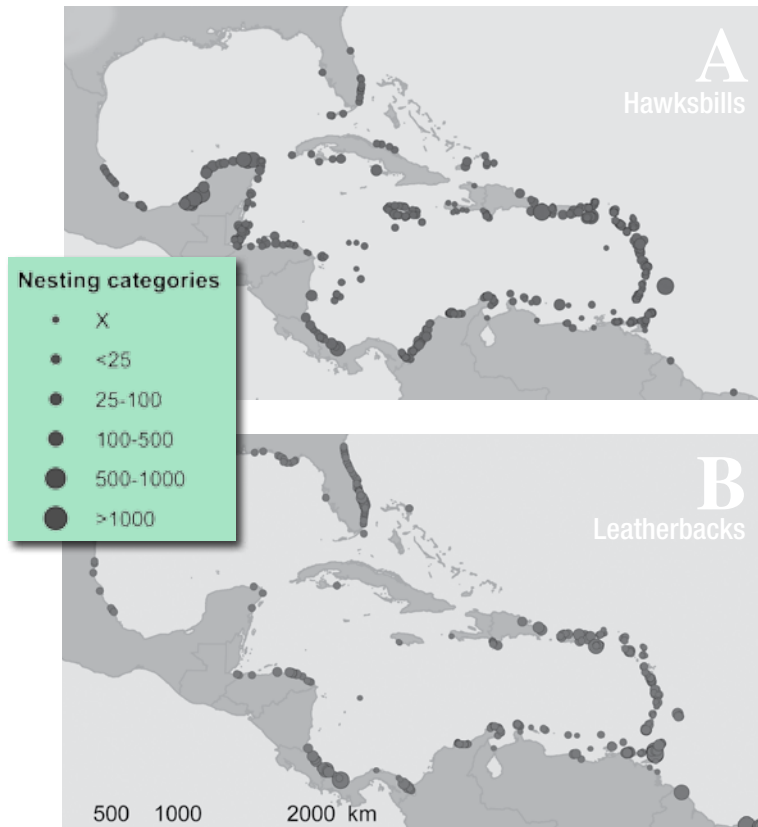 A
Hawksbills
Nesting categories
X
<25
25-100
100-500
500-1000
>1000
B
Leatherbacks
500 1000 2000 km